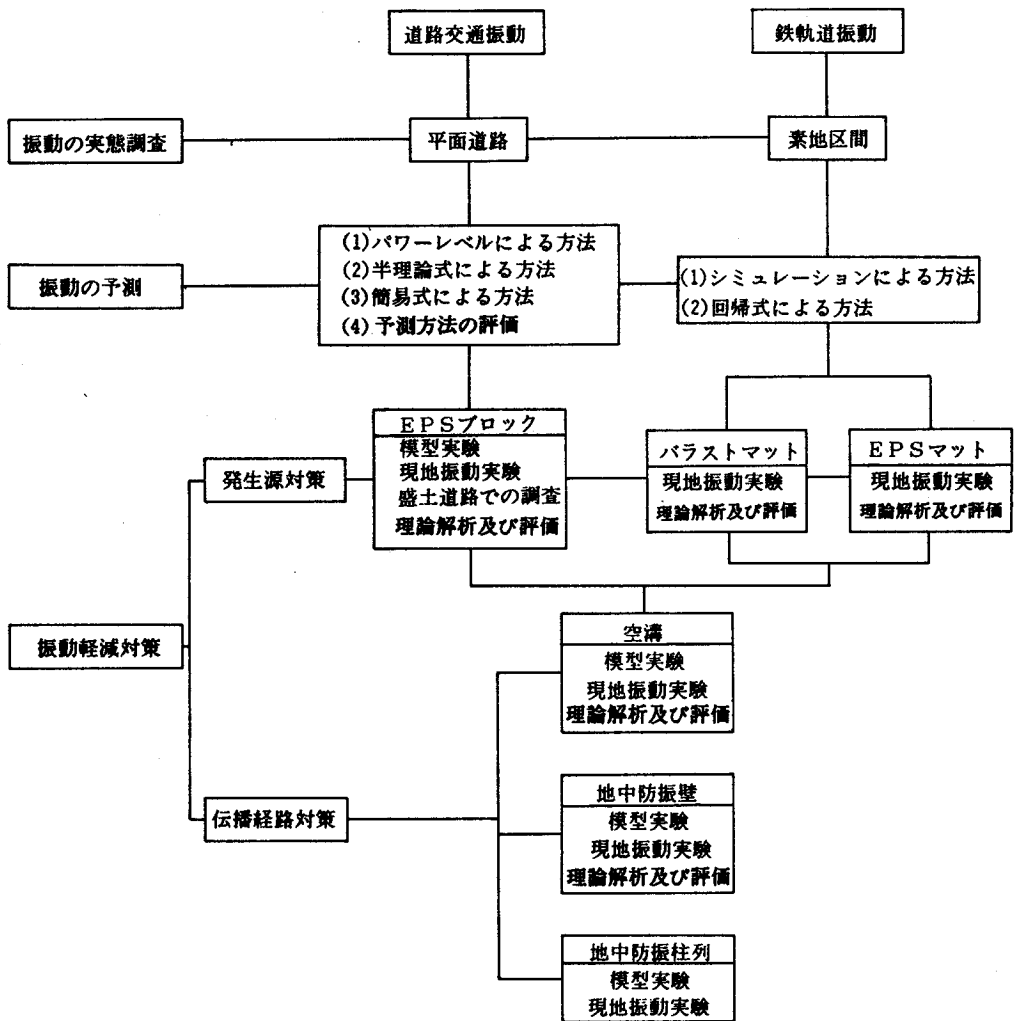 道路交通振動
鉄軌道振動
振動の実態調査
平面道路
素地区間
振動の予測
(1)パワーレベルによる方法
(2)半理論式による方法
(3)簡易式による方法
(4)予測方法の評価
(1)シミュレーションによる方法
(2)回帰式による方法
振動軽減対策
発生源対策
EPSブロック
模型実験
現地振動実験
盛土道路での調査
理論解析及び評価
バラストマット
現地振動実験
理論解析及び評価
EPSマット
現地振動実験
理論解析及び評価
伝播経路対策
空溝
模型実験
現地振動実験
理論解析及び評価
地中防振壁
模型実験
現地振動実験
理論解析及び評価
地中防振柱列
模型実験
現地振動実験